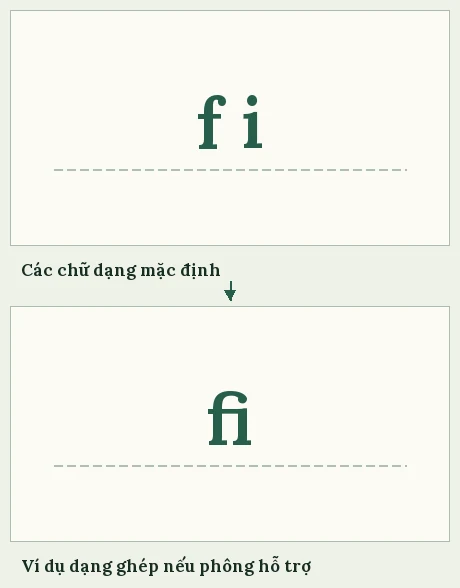 f i
Các chữ dạng mặc định
fi
Ví dụ dạng ghép nếu phông hỗ trợ